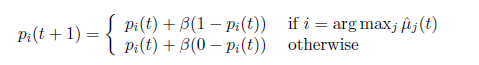 p_i(t + 1) = { p_i(t) + β(1 − p_i(t)) if i = arg max_j μ̂_j(t)
p_i(t) + β(0 − p_i(t)) otherwise